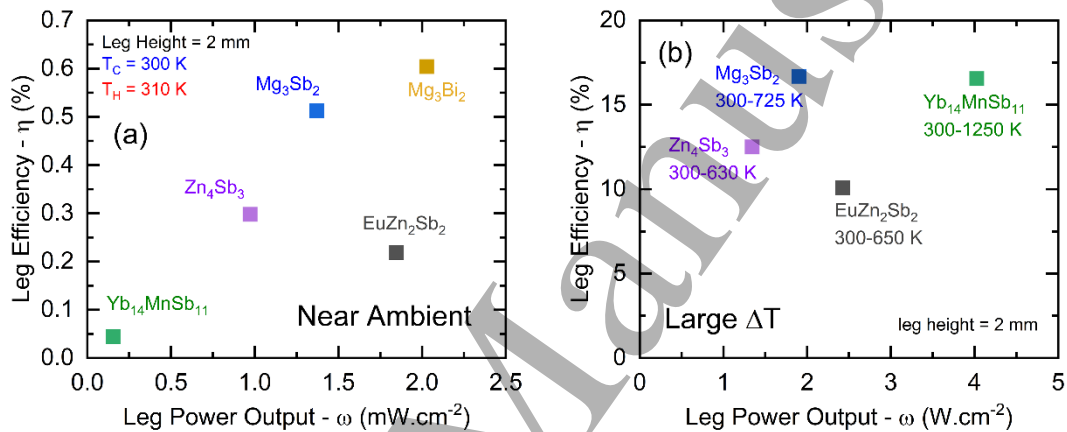 Leg Height = 2 mm
T_C = 300 K
T_H = 310 K
(a)
Mg₃Sb₂
Mg₃Bi₂
Zn₄Sb₃
EuZn₂Sb₂
Yb₁₄MnSb₁₁
Near Ambient
0.7
0.6
0.5
0.4
0.3
0.2
0.1
0.0
Leg Efficiency - η (%)
0.0 0.5 1.0 1.5 2.0 2.5
Leg Power Output - ω (mW.cm⁻²)
(b)
Mg₃Sb₂
300-725 K
Yb₁₄MnSb₁₁
300-1250 K
Zn₄Sb₃
300-630 K
EuZn₂Sb₂
300-650 K
Large ΔT
leg height = 2 mm
20
15
10
5
0
Leg Efficiency - η (%)
0 1 2 3 4 5
Leg Power Output - ω (W.cm⁻²)
Manus